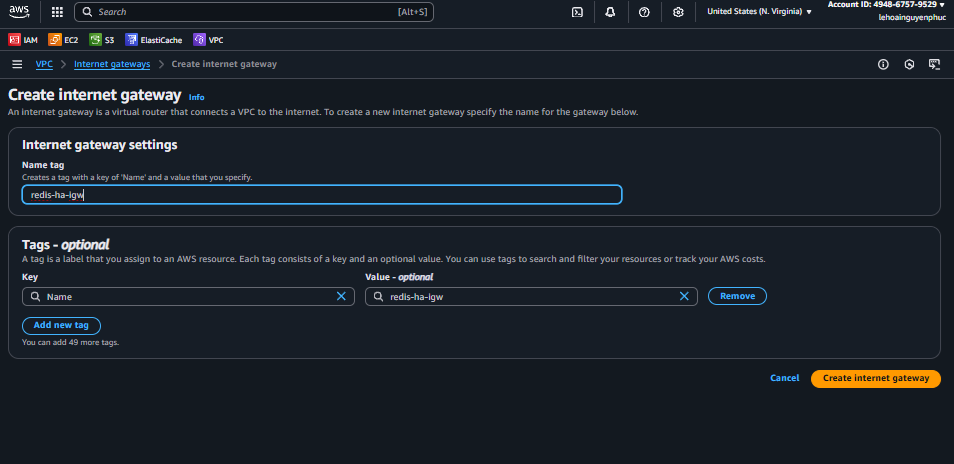 aws
Search [Alt+S]
United States (N. Virginia)
Account ID: 4948-6757-9529
lehoainguyenphuc
IAM EC2 S3 ElastiCache VPC
VPC > Internet gateways > Create internet gateway
Create internet gateway Info
An internet gateway is a virtual router that connects a VPC to the internet. To create a new internet gateway specify the name for the gateway below.
Internet gateway settings
Name tag
Creates a tag with a key of 'Name' and a value that you specify.
redis-ha-igw
Tags - optional
A tag is a label that you assign to an AWS resource. Each tag consists of a key and an optional value. You can use tags to search and filter your resources or track your AWS costs.
Key Value - optional
Name redis-ha-igw Remove
Add new tag
You can add 49 more tags.
Cancel Create internet gateway